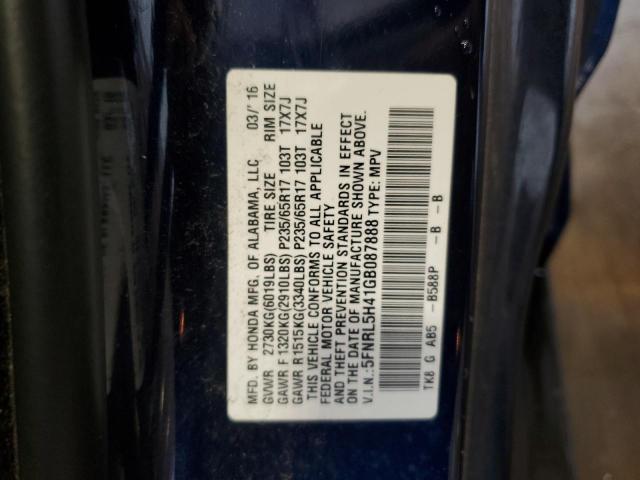 MFD. BY HONDA MFG. OF ALABAMA, LLC 03/'16
GVWR 2730KG(6019LBS) TIRE SIZE RIM SIZE
GAWR F 1320KG(2910LBS) P235/65R17 103T 17X7J
GAWR R1515KG(3340LBS) P235/65R17 103T 17X7J
THIS VEHICLE CONFORMS TO ALL APPLICABLE
FEDERAL MOTOR VEHICLE SAFETY
AND THEFT PREVENTION STANDARDS IN EFFECT
ON THE DATE OF MANUFACTURE SHOWN ABOVE.
V.I.N.: 5FNRL5H41GB087888 TYPE: MPV
TK8 G AB5 -B588P -B -B